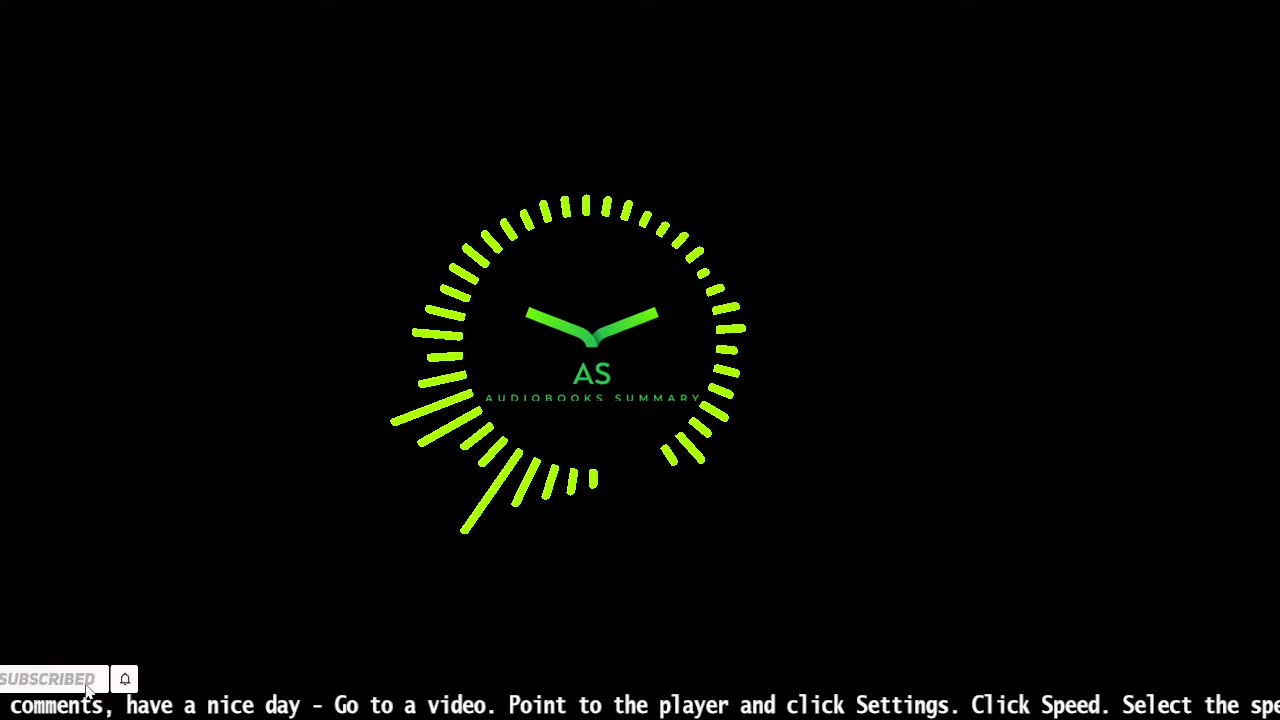 AS
AUDIOBOOKS SUMMARY
SUBSCRIBED
comments, have a nice day - Go to a video. Point to the player and click Settings. Click Speed. Select the spe